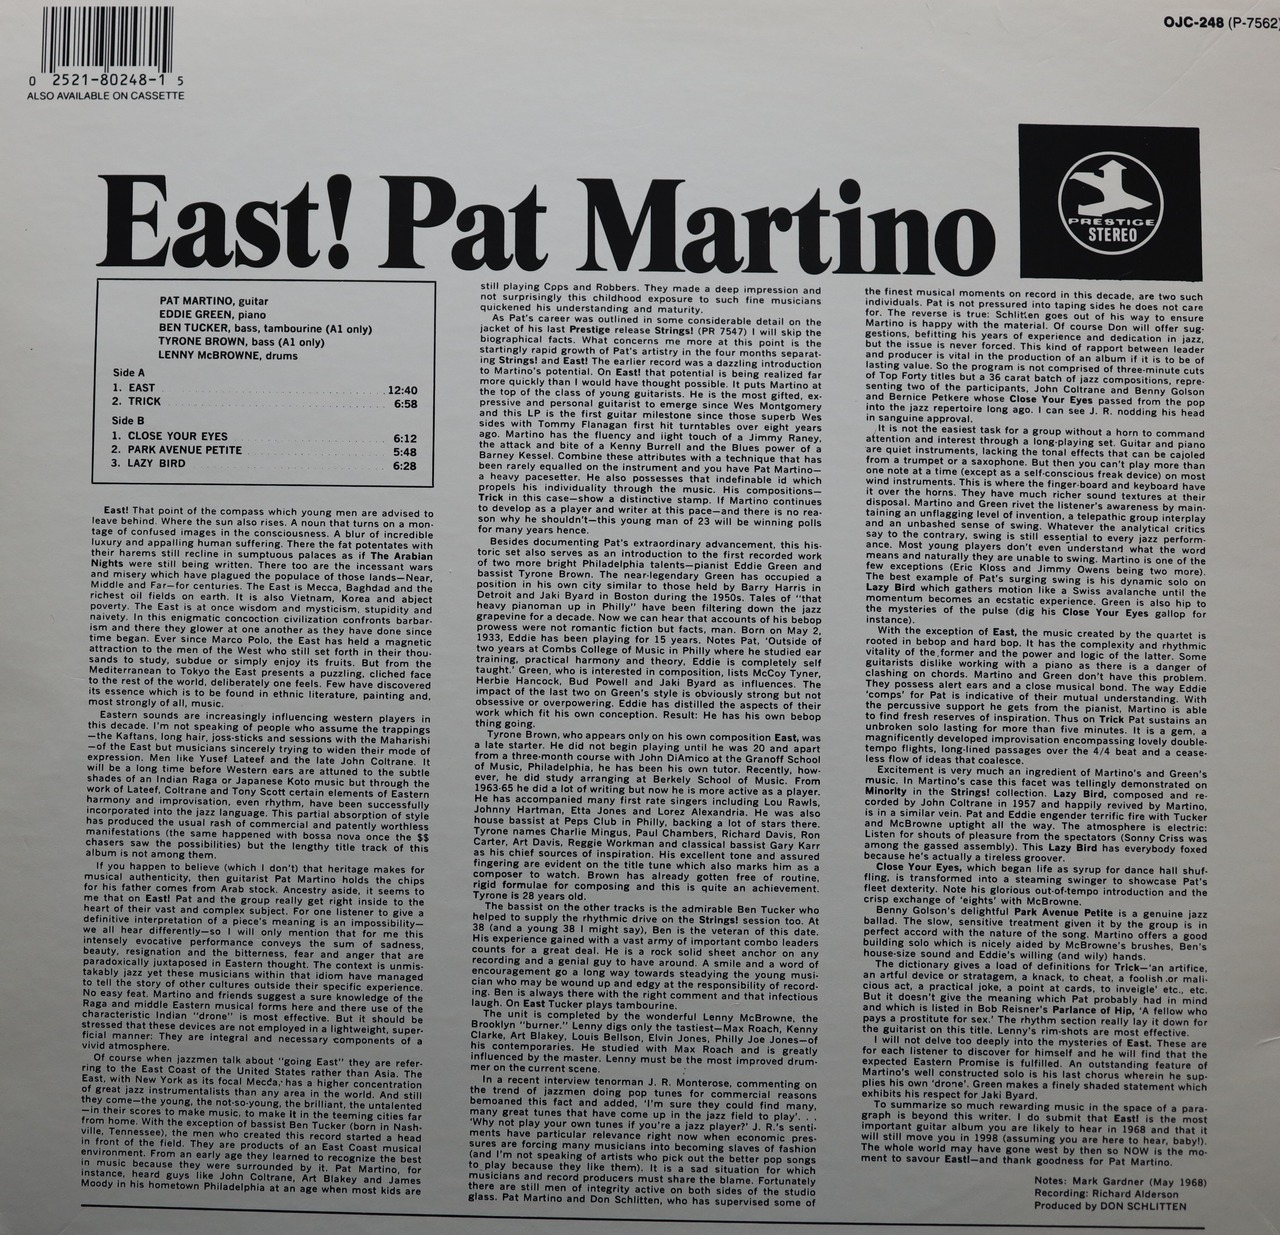 OJC-248 (P-7562)
0 2521-80248-1 5
ALSO AVAILABLE ON CASSETTE
PRESTIGE
STEREO
East! Pat Martino
PAT MARTINO, guitar
EDDIE GREEN, piano
BEN TUCKER, bass, tambourine (A1 only)
TYRONE BROWN, bass (A1 only)
LENNY McBROWNE, drums
Side A
1. EAST 12:40
2. TRICK 6:58
Side B
1. CLOSE YOUR EYES 6:12
2. PARK AVENUE PETITE 5:48
3. LAZY BIRD 6:28
East! That point of the compass which young men are advised to
leave behind. Where the sun also rises. A noun that turns on a mon-
tage of confused images in the consciousness. A blur of incredible
luxury and appalling human suffering. There the fat potentates with
their harems still recline in sumptuous palaces as if The Arabian
Nights were still being written. There too are the incessant wars
and misery which have plagued the populace of those lands—Near,
Middle and Far—for centuries. The East is Mecca, Baghdad and the
richest oil fields on earth. It is also Vietnam, Korea and abject
poverty. The East is at once wisdom and mysticism, stupidity and
naivety. In this enigmatic concoction civilization confronts barbar-
ism and there they glower at one another as they have done since
time began. Ever since Marco Polo, the East has held a magnetic
attraction to the men of the West who still set forth in their thou-
sands to study, subdue or simply enjoy its fruits. But from the
Mediterranean to Tokyo the East presents a puzzling, cliched face
to the rest of the world, deliberately one feels. Few have discovered
its essence which is to be found in ethnic literature, painting and,
most strongly of all, music.
Eastern sounds are increasingly influencing western players in
this decade. I'm not speaking of people who assume the trappings
—the Kaftans, long hair, joss-sticks and sessions with the Maharishi
—of the East but musicians sincerely trying to widen their mode of
expression. Men like Yusef Lateef and the late John Coltrane. It
will be a long time before Western ears are attuned to the subtle
shades of an Indian Raga or Japanese Koto music but through the
work of Lateef, Coltrane and Tony Scott certain elements of Eastern
harmony and improvisation, even rhythm, have been successfully
incorporated into the jazz language. This partial absorption of style
has produced the usual rash of commercial and patently worthless
manifestations (the same happened with bossa nova once the $$
chasers saw the possibilities) but the lengthy title track of this
album is not among them.
If you happen to believe (which I don't) that heritage makes for
musical authenticity, then guitarist Pat Martino holds the chips
for his father comes from Arab stock. Ancestry aside, it seems to
me that on East! Pat and the group really get right inside to the
heart of their vast and complex subject. For one listener to give a
definitive interpretation of a piece's meaning is an impossibility—
we all hear differently—so I will only mention that for me this
intensely evocative performance conveys the sum of sadness,
beauty, resignation and the bitterness, fear and anger that are
paradoxically juxtaposed in Eastern thought. The context is unmis-
takably jazz yet these musicians within that idiom have managed
to tell the story of other cultures outside their specific experience.
No easy feat. Martino and friends suggest a sure knowledge of the
Raga and middle Eastern musical forms here and there use of the
characteristic Indian "drone" is most effective. But it should be
stressed that these devices are not employed in a lightweight, super-
ficial manner: They are integral and necessary components of a
vivid atmosphere.
Of course when jazzmen talk about "going East" they are refer-
ring to the East Coast of the United States rather than Asia. The
East, with New York as its focal Mecca, has a higher concentration
of great jazz instrumentalists than any area in the world. And still
they come—the young, the not-so-young, the brilliant, the untalented
—in their scores to make music, to make it in the teeming cities far
from home. With the exception of bassist Ben Tucker (born in Nash-
ville, Tennessee), the men who created this record started a head
in front of the field. They are products of an East Coast musical
environment. From an early age they learned to recognize the best
in music because they were surrounded by it. Pat Martino, for
instance, heard guys like John Coltrane, Art Blakey and James
Moody in his hometown Philadelphia at an age when most kids are
still playing Cops and Robbers. They made a deep impression and
not surprisingly this childhood exposure to such fine musicians
quickened his understanding and maturity.
As Pat's career was outlined in some considerable detail on the
jacket of his last Prestige release Strings! (PR 7547) I will skip the
biographical facts. What concerns me more at this point is the
startingly rapid growth of Pat's artistry in the four months separat-
ing Strings! and East! The earlier record was a dazzling introduction
to Martino's potential. On East! that potential is being realized far
more quickly than I would have thought possible. It puts Martino at
the top of the class of young guitarists. He is the most gifted, ex-
pressive and personal guitarist to emerge since Wes Montgomery
and this LP is the first guitar milestone since those superb Wes
sides with Tommy Flanagan first hit turntables over eight years
ago. Martino has the fluency and light touch of a Jimmy Raney,
the attack and bite of a Kenny Burrell and the Blues power of a
Barney Kessel. Combine these attributes with a technique that has
been rarely equalled on the instrument and you have Pat Martino—
a heavy pacesetter. He also possesses that indefinable id which
propels his individuality through the music. His compositions—
Trick in this case—show a distinctive stamp. If Martino continues
to develop as a player and writer at this pace—and there is no rea-
son why he shouldn't—this young man of 23 will be winning polls
for many years hence.
Besides documenting Pat's extraordinary advancement, this his-
toric set also serves as an introduction to the first recorded work
of two more bright Philadelphia talents—pianist Eddie Green and
bassist Tyrone Brown. The near-legendary Green has occupied a
position in his own city similar to those held by Barry Harris in
Detroit and Jaki Byard in Boston during the 1950s. Tales of "that
heavy pianoman up in Philly" have been filtering down the jazz
grapevine for a decade. Now we can hear that accounts of his bebop
prowess were not romantic fiction but facts, man. Born on May 2,
1933, Eddie has been playing for 15 years. Notes Pat, 'Outside of
two years at Combs College of Music in Philly where he studied ear
training, practical harmony and theory, Eddie is completely self
taught.' Green, who is interested in composition, lists McCoy Tyner,
Herbie Hancock, Bud Powell and Jaki Byard as influences. The
impact of the last two on Green's style is obviously strong but not
obsessive or overpowering. Eddie has distilled the aspects of their
work which fit his own conception. Result: He has his own bebop
thing going.
Tyrone Brown, who appears only on his own composition East, was
a late starter. He did not begin playing until he was 20 and apart
from a three-month course with John DiAmico at the Granoff School
of Music, Philadelphia, he has been his own tutor. Recently, how-
ever, he did study arranging at Berkely School of Music. From
1963-65 he did a lot of writing but now he is more active as a player.
He has accompanied many first rate singers including Lou Rawls,
Johnny Hartman, Etta Jones and Lorez Alexandria. He was also
house bassist at Peps Club in Philly, backing a lot of stars there.
Tyrone names Charlie Mingus, Paul Chambers, Richard Davis, Ron
Carter, Art Davis, Reggie Workman and classical bassist Gary Karr
as his chief sources of inspiration. His excellent tone and assured
fingering are evident on the title tune which also marks him as a
composer to watch. Brown has already gotten free of routine,
rigid formulae for composing and this is quite an achievement.
Tyrone is 28 years old.
The bassist on the other tracks is the admirable Ben Tucker who
helped to supply the rhythmic drive on the Strings! session too. At
38 (and a young 38 I might say), Ben is the veteran of this date.
His experience gained with a vast army of important combo leaders
counts for a great deal. He is a rock solid sheet anchor on any
recording and a genial guy to have around. A smile and a word of
encouragement go a long way towards steadying the young musi-
cian who may be wound up and edgy at the responsibility of record-
ing. Ben is always there with the right comment and that infectious
laugh. On East Tucker plays tambourine.
The unit is completed by the wonderful Lenny McBrowne, the
Brooklyn "burner." Lenny digs only the tastiest—Max Roach, Kenny
Clarke, Art Blakey, Louis Bellson, Elvin Jones, Philly Joe Jones—of
his contemporaries. He studied with Max Roach and is greatly
influenced by the master. Lenny must be the most improved drum-
mer on the current scene.
In a recent interview tenorman J. R. Monterose, commenting on
the trend of jazzmen doing pop tunes for commercial reasons
bemoaned this fact and added, 'I'm sure they could find many,
many great tunes that have come up in the jazz field to play'. . .
'Why not play your own tunes if you're a jazz player?' J. R.'s senti-
ments have particular relevance right now when economic pres-
sures are forcing many musicians into becoming slaves of fashion
(and I'm not speaking of artists who pick out the better pop songs
to play because they like them). It is a sad situation for which
musicians and record producers must share the blame. Fortunately
there are still men of integrity active on both sides of the studio
glass. Pat Martino and Don Schlitten, who has supervised some of
the finest musical moments on record in this decade, are two such
individuals. Pat is not pressured into taping sides he does not care
for. The reverse is true: Schlitten goes out of his way to ensure
Martino is happy with the material. Of course Don will offer sug-
gestions, befitting his years of experience and dedication in jazz,
but the issue is never forced. This kind of rapport between leader
and producer is vital in the production of an album if it is to be of
lasting value. So the program is not comprised of three-minute cuts
of Top Forty titles but a 36 carat batch of jazz compositions, repre-
senting two of the participants, John Coltrane and Benny Golson
and Bernice Petkere whose Close Your Eyes passed from the pop
into the jazz repertoire long ago. I can see J. R. nodding his head
in sanguine approval.
It is not the easiest task for a group without a horn to command
attention and interest through a long-playing set. Guitar and piano
are quiet instruments, lacking the tonal effects that can be cajoled
from a trumpet or a saxophone. But then you can't play more than
one note at a time (except as a self-conscious freak device) on most
wind instruments. This is where the finger-board and keyboard have
it over the horns. They have much richer sound textures at their
disposal. Martino and Green rivet the listener's awareness by main-
taining an unflagging level of invention, a telepathic group interplay
and an unbashed sense of swing. Whatever the analytical critics
say to the contrary, swing is still essential to every jazz perform-
ance. Most young players don't even understand what the word
means and naturally they are unable to swing. Martino is one of the
few exceptions (Eric Kloss and Jimmy Owens being two more).
The best example of Pat's surging swing is his dynamic solo on
Lazy Bird which gathers motion like a Swiss avalanche until the
momentum becomes an ecstatic experience. Green is also hip to
the mysteries of the pulse (dig his Close Your Eyes gallop for
instance).
With the exception of East, the music created by the quartet is
rooted in bebop and hard bop. It has the complexity and rhythmic
vitality of the former and the power and logic of the latter. Some
guitarists dislike working with a piano as there is a danger of
clashing on chords. Martino and Green don't have this problem.
They possess alert ears and a close musical bond. The way Eddie
'comps' for Pat is indicative of their mutual understanding. With
the percussive support he gets from the pianist, Martino is able
to find fresh reserves of inspiration. Thus on Trick Pat sustains an
unbroken solo lasting for more than five minutes. It is a gem, a
magnificently developed improvisation encompassing lovely double-
tempo flights, long-lined passages over the 4/4 beat and a cease-
less flow of ideas that coalesce.
Excitement is very much an ingredient of Martino's and Green's
music. In Martino's case this facet was tellingly demonstrated on
Minority in the Strings! collection. Lazy Bird, composed and re-
corded by John Coltrane in 1957 and happily revived by Martino,
is in a similar vein. Pat and Eddie engender terrific fire with Tucker
and McBrowne uptight all the way. The atmosphere is electric:
Listen for shouts of pleasure from the spectators (Sonny Criss was
among the gassed assembly). This Lazy Bird has everybody foxed
because he's actually a tireless groover.
Close Your Eyes, which began life as syrup for dance hall shuf-
fling, is transformed into a steaming swinger to showcase Pat's
fleet dexterity. Note his glorious out-of-tempo introduction and the
crisp exchange of 'eights' with McBrowne.
Benny Golson's delightful Park Avenue Petite is a genuine jazz
ballad. The slow, sensitive treatment given it by the group is in
perfect accord with the nature of the song. Martino offers a good
building solo which is nicely aided by McBrowne's brushes, Ben's
house-size sound and Eddie's willing (and wily) hands.
The dictionary gives a load of definitions for Trick—'an artifice,
an artful device or stratagem, a knack, to cheat, a foolish or mali-
cious act, a practical joke, a point at cards, to inveigle' etc., etc.
But it doesn't give the meaning which Pat probably had in mind
and which is listed in Bob Reisner's Parlance of Hip, 'A fellow who
pays a prostitute for sex.' The rhythm section really lay it down for
the guitarist on this title. Lenny's rim-shots are most effective.
I will not delve too deeply into the mysteries of East. These are
for each listener to discover for himself and he will find that the
expected Eastern Promise is fulfilled. An outstanding feature of
Martino's well constructed solo is his last chorus wherein he sup-
plies his own 'drone'. Green makes a finely shaded statement which
exhibits his respect for Jaki Byard.
To summarize so much rewarding music in the space of a para-
graph is beyond this writer. I do submit that East! is the most
important guitar album you are likely to hear in 1968 and that it
will still move you in 1998 (assuming you are here to hear, baby!).
The whole world may have gone west by then so NOW is the mo-
ment to savour East!—and thank goodness for Pat Martino.
Notes: Mark Gardner (May 1968)
Recording: Richard Alderson
Produced by DON SCHLITTEN